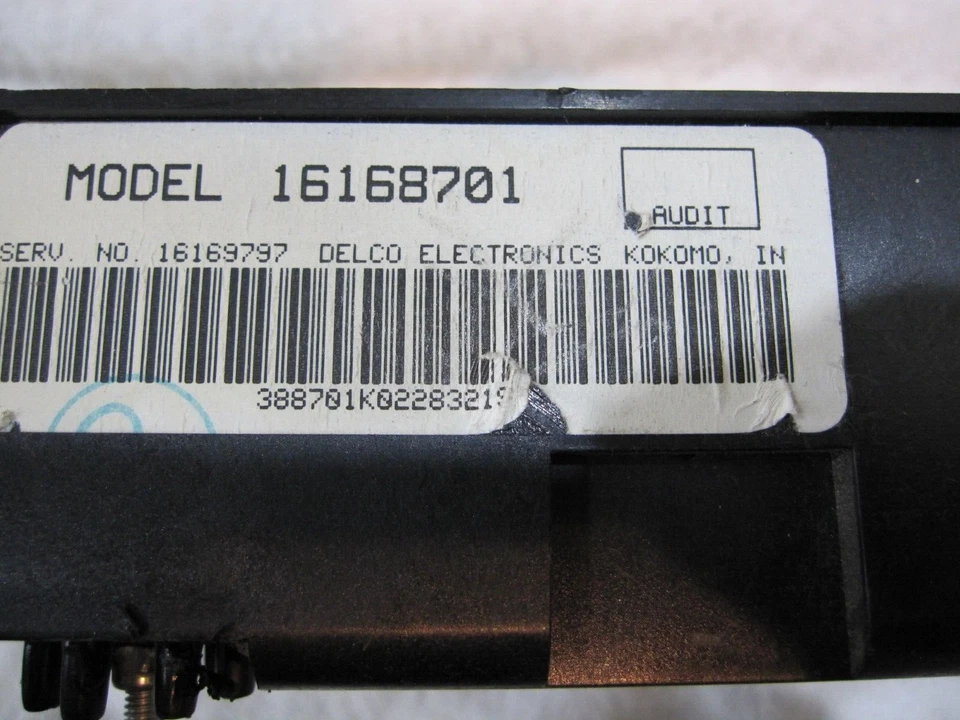 MODEL 16168701
AUDIT
SERV. NO. 16169797 DELCO ELECTRONICS KOKOMO, IN